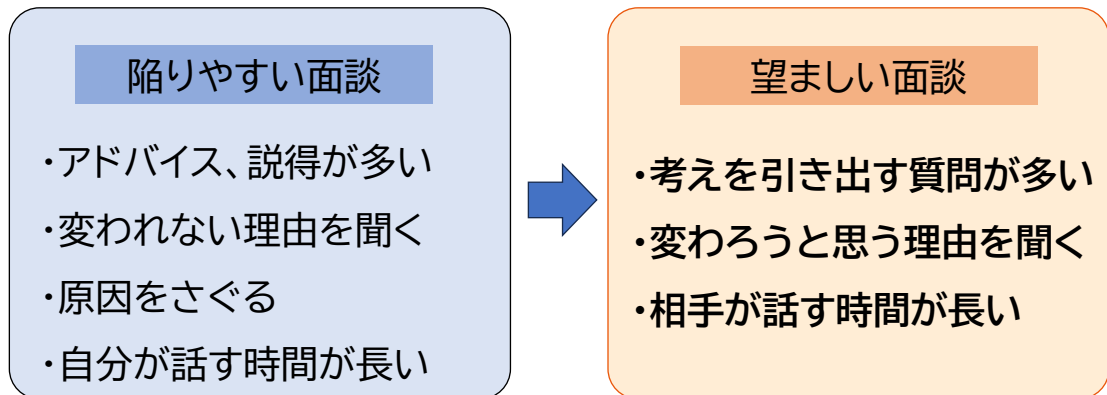 陥りやすい面談
・アドバイス、説得が多い
・変われない理由を聞く
・原因をさぐる
・自分が話す時間が長い
望ましい面談
・考えを引き出す質問が多い
・変わろうと思う理由を聞く
・相手が話す時間が長い